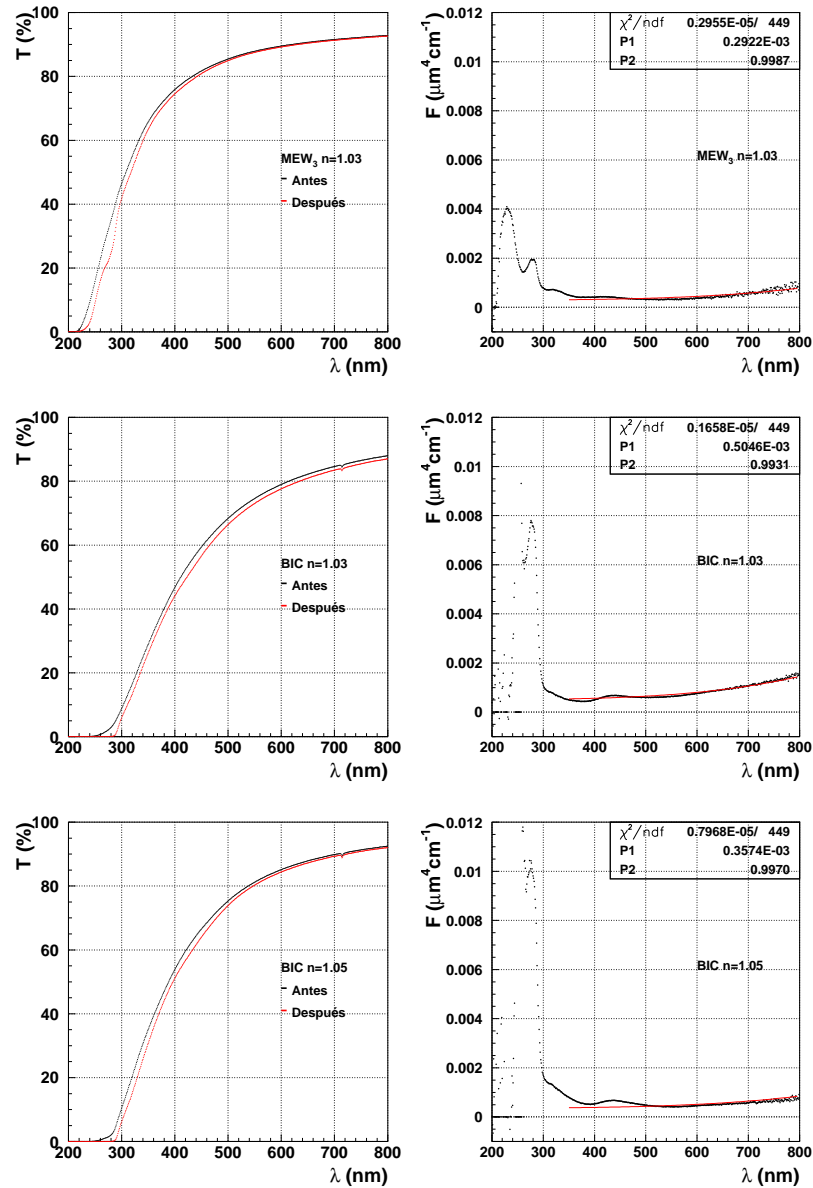 T (%)
100
80
60
40
20
0
200 300 400 500 600 700 800
λ (nm)
MEW₃ n=1.03
Antes
Después
F (μm⁴cm⁻¹)
0.012
0.01
0.008
0.006
0.004
0.002
0
200 300 400 500 600 700 800
λ (nm)
χ²/ndf 0.2955E-05/ 449
P1 0.2922E-03
P2 0.9987
MEW₃ n=1.03
T (%)
100
80
60
40
20
0
200 300 400 500 600 700 800
λ (nm)
BIC n=1.03
Antes
Después
F (μm⁴cm⁻¹)
0.012
0.01
0.008
0.006
0.004
0.002
0
200 300 400 500 600 700 800
λ (nm)
χ²/ndf 0.1658E-05/ 449
P1 0.5046E-03
P2 0.9931
BIC n=1.03
T (%)
100
80
60
40
20
0
200 300 400 500 600 700 800
λ (nm)
BIC n=1.05
Antes
Después
F (μm⁴cm⁻¹)
0.012
0.01
0.008
0.006
0.004
0.002
0
200 300 400 500 600 700 800
λ (nm)
χ²/ndf 0.7968E-05/ 449
P1 0.3574E-03
P2 0.9970
BIC n=1.05